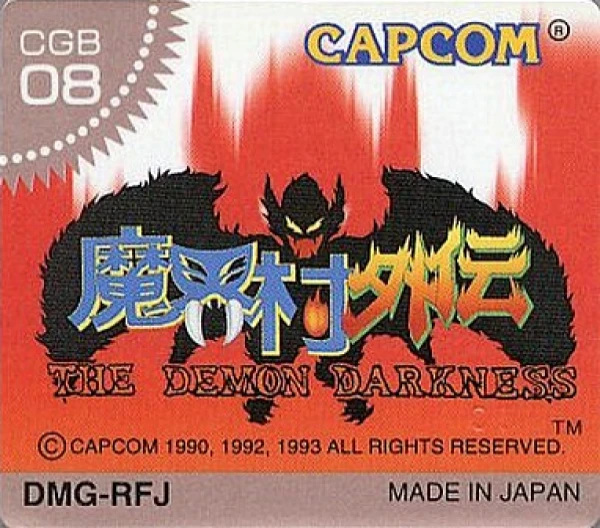 CGB
08
CAPCOM®
魔界村外伝
THE DEMON DARKNESS
TM
© CAPCOM 1990, 1992, 1993 ALL RIGHTS RESERVED.
DMG-RFJ
MADE IN JAPAN